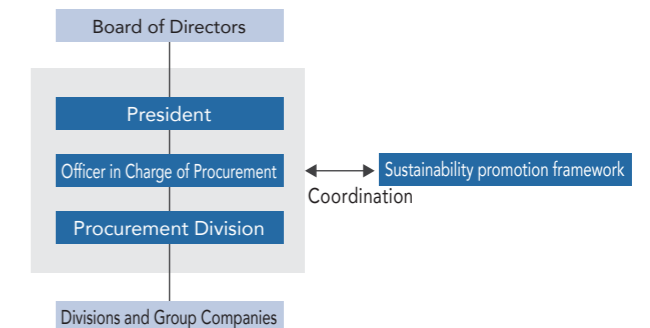 Board of Directors
President
Officer in Charge of Procurement
Sustainability promotion framework
Coordination
Procurement Division
Divisions and Group Companies